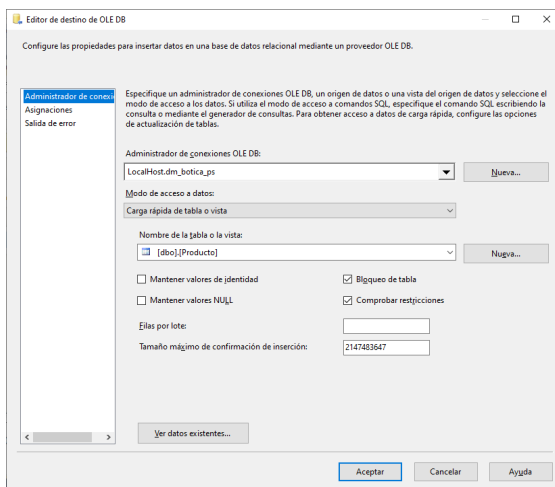 Editor de destino de OLE DB
Configure las propiedades para insertar datos en una base de datos relacional mediante un proveedor OLE DB.
Administrador de conexi
Asignaciones
Salida de error
Especifique un administrador de conexiones OLE DB, un origen de datos o una vista del origen de datos y seleccione el
modo de acceso a los datos. Si utiliza el modo de acceso a comandos SQL, especifique el comando SQL escribiendo la
consulta o mediante el generador de consultas. Para obtener acceso a datos de carga rápida, configure las opciones
de actualización de tablas.
Administrador de conexiones OLE DB:
LocalHost.dm_botica_ps
Nueva...
Modo de acceso a datos:
Carga rápida de tabla o vista
Nombre de la tabla o la vista:
[dbo].[Producto]
Nueva...
Mantener valores de identidad
Bloqueo de tabla
Mantener valores NULL
Comprobar restricciones
Filas por lote:
Tamaño máximo de confirmación de inserción:
2147483647
Ver datos existentes...
Aceptar
Cancelar
Ayuda